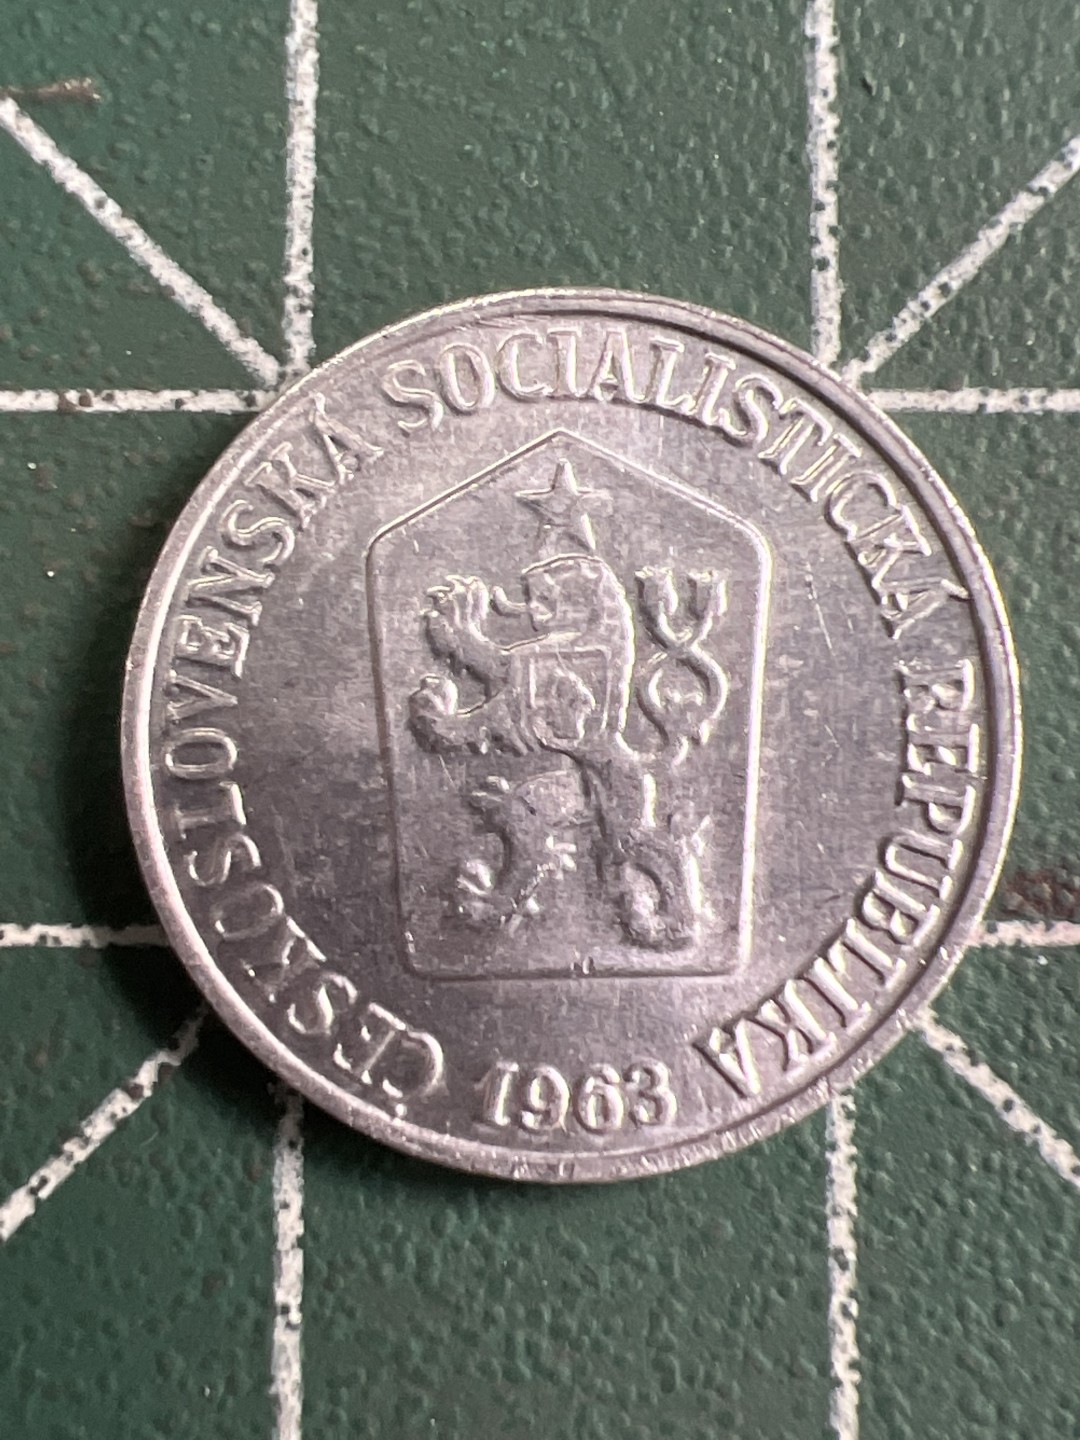 ČESKOSLOVENSKÁ SOCIALISTICKÁ REPUBLIKA
1963